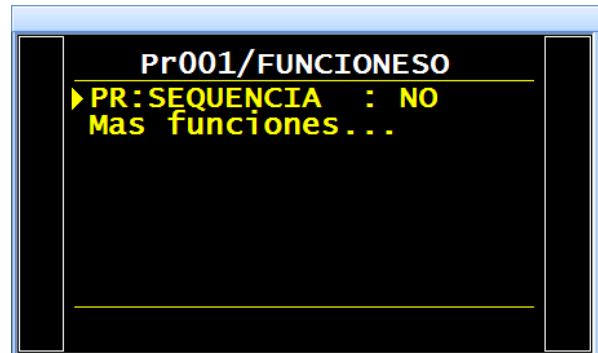 Pr001/FUNCIONESO
PR:SEQUENCIA : NO
Mas funciones...